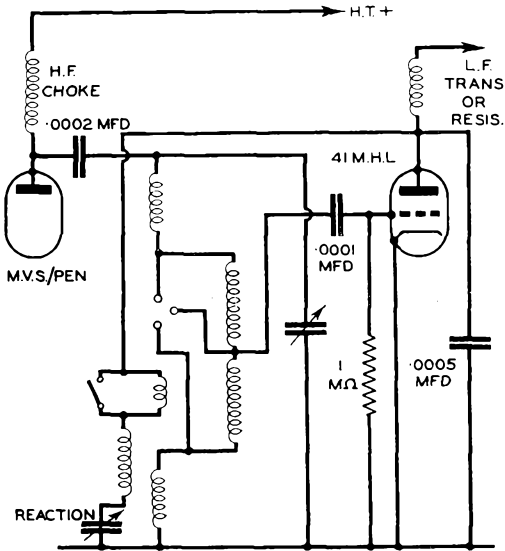 H.T.+
H.F.
CHOKE
·0002 MFD
L.F.
TRANS
OR
RESIS.
41 M.H.L
M.V.S./PEN
·0001
MFD
1
MΩ
·0005
MFD
REACTION